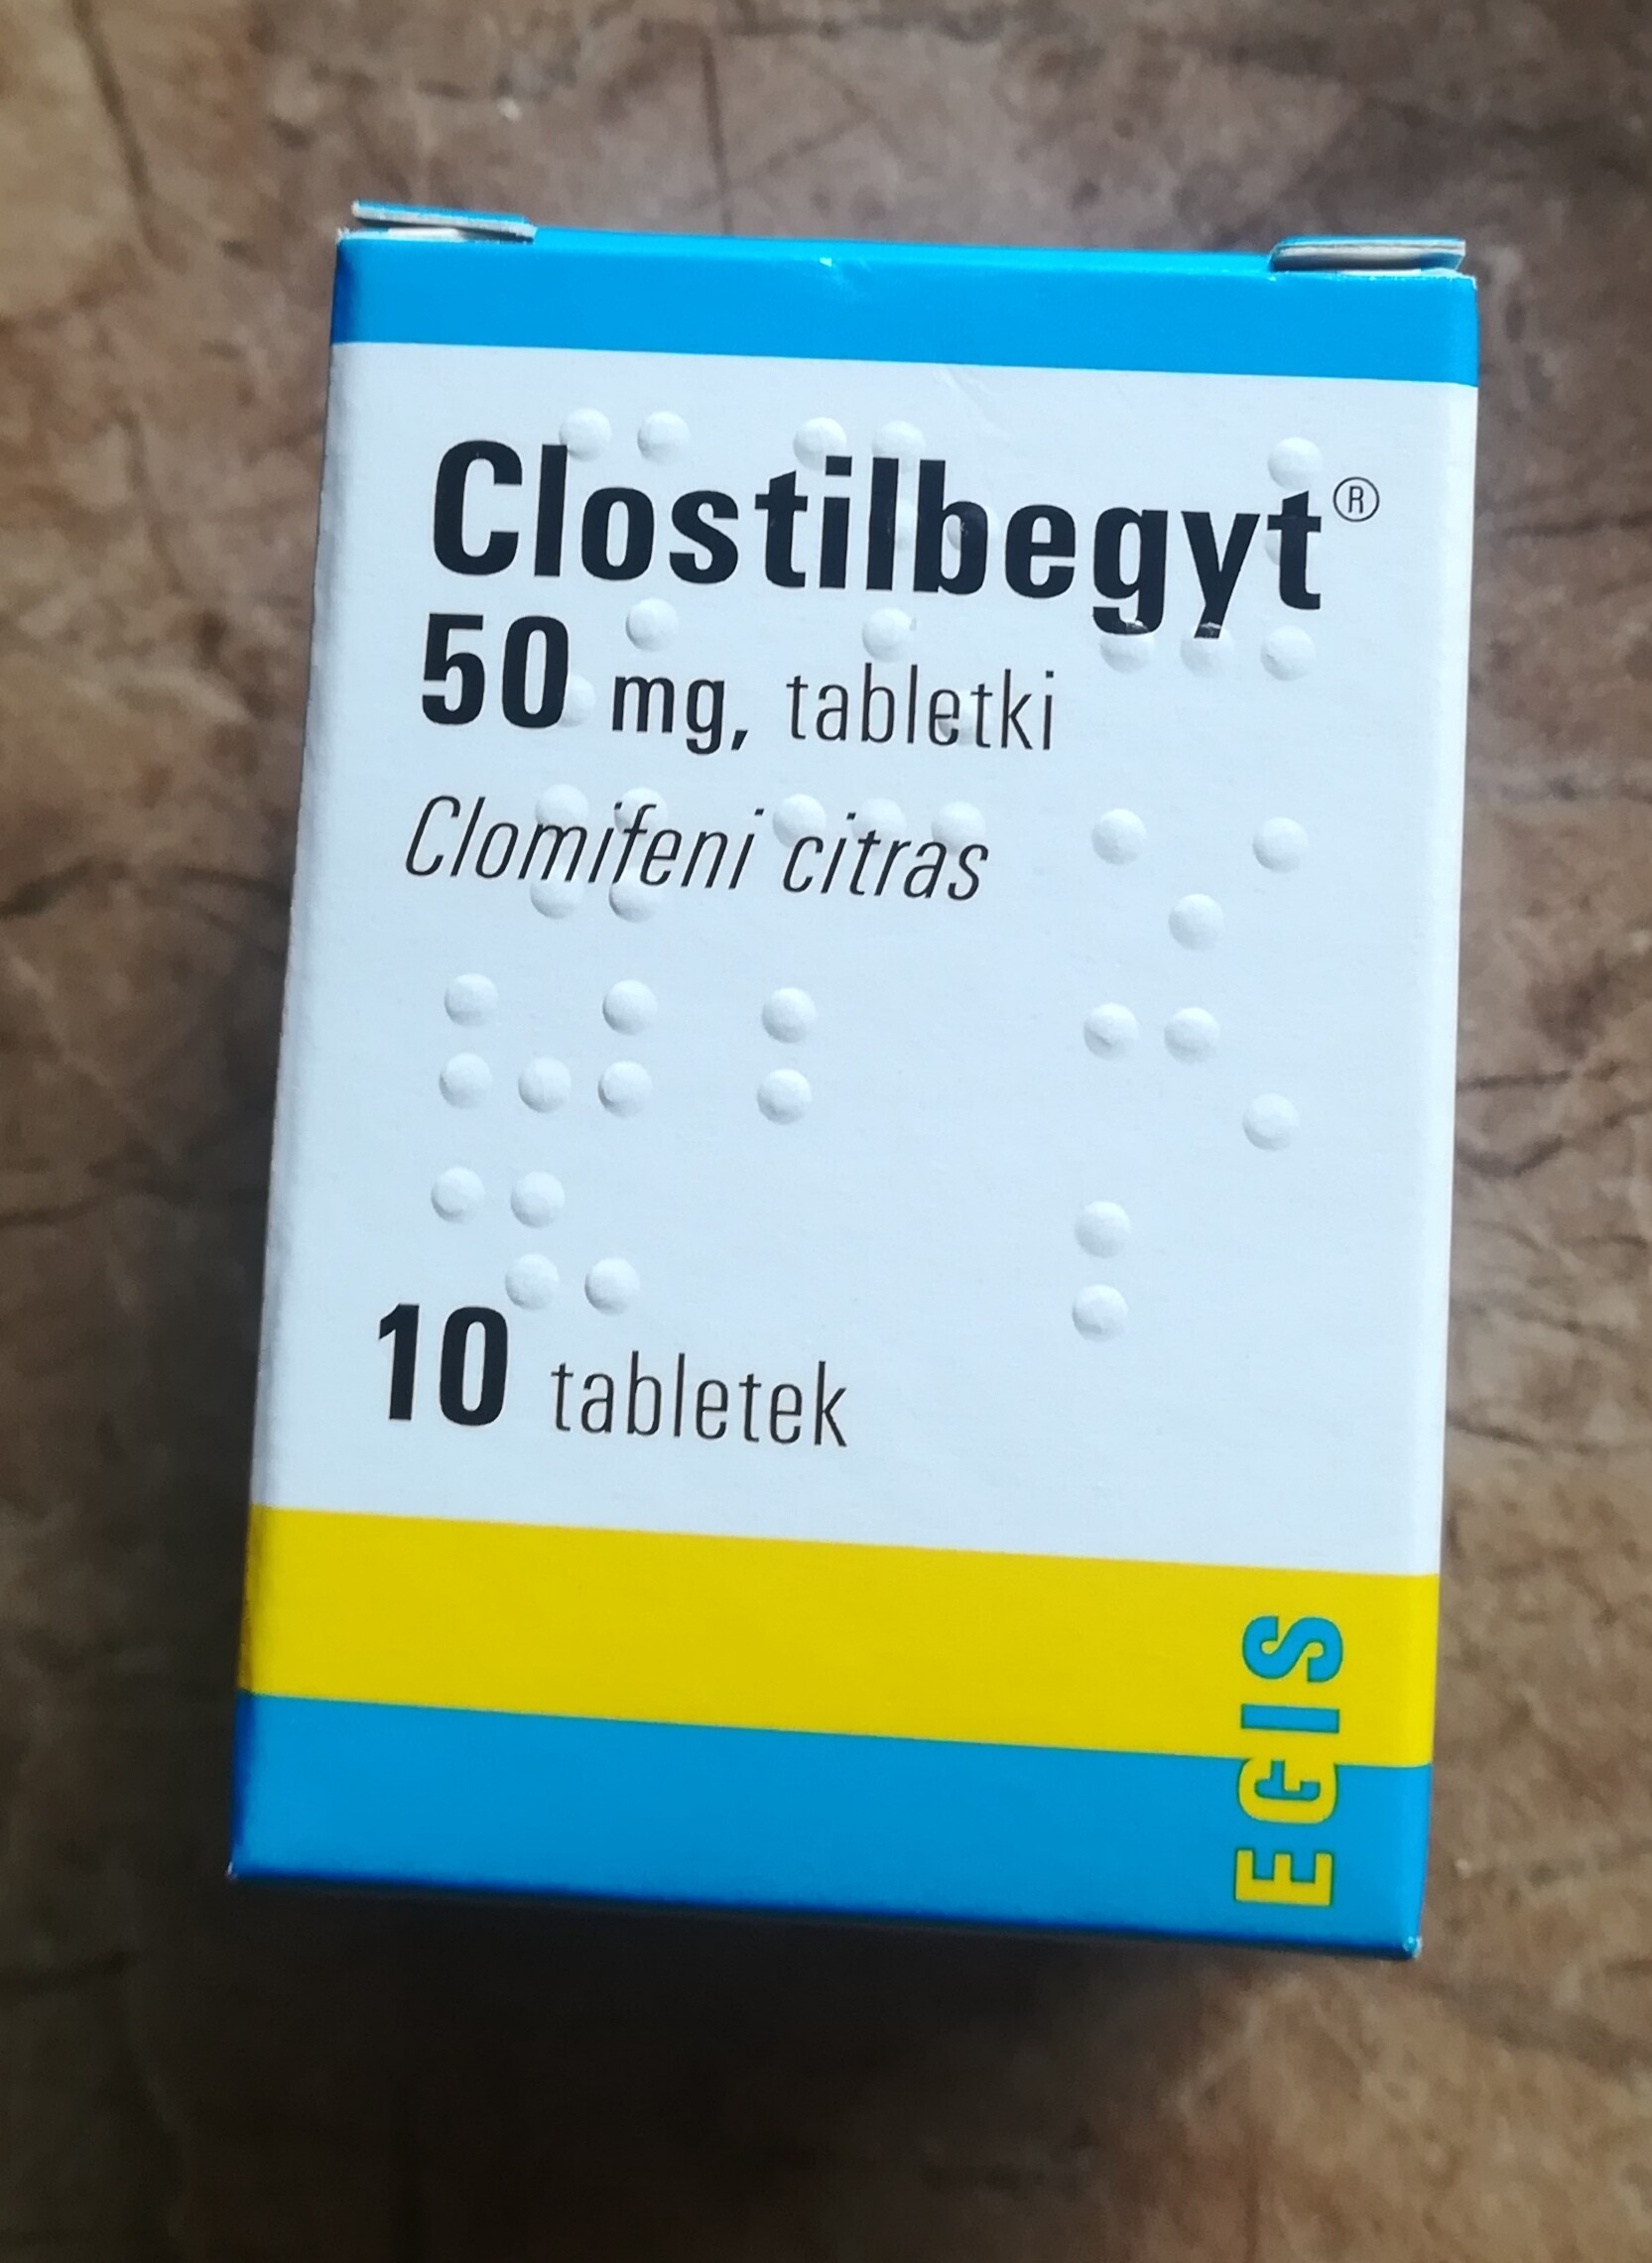 Clostilbegyt®
50 mg, tabletki
Clomifeni citras
10 tabletek
EGIS